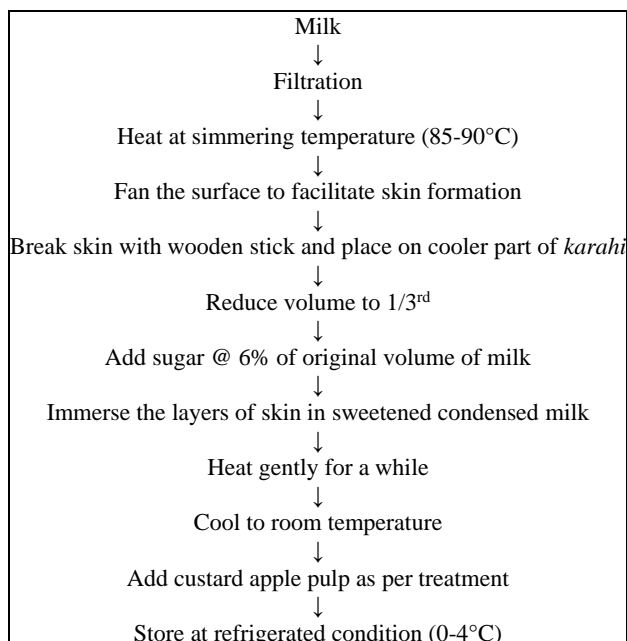 Milk
↓
Filtration
↓
Heat at simmering temperature (85-90°C)
↓
Fan the surface to facilitate skin formation
↓
Break skin with wooden stick and place on cooler part of karahi
↓
Reduce volume to 1/3rd
↓
Add sugar @ 6% of original volume of milk
↓
Immerse the layers of skin in sweetened condensed milk
↓
Heat gently for a while
↓
Cool to room temperature
↓
Add custard apple pulp as per treatment
↓
Store at refrigerated condition (0-4°C)